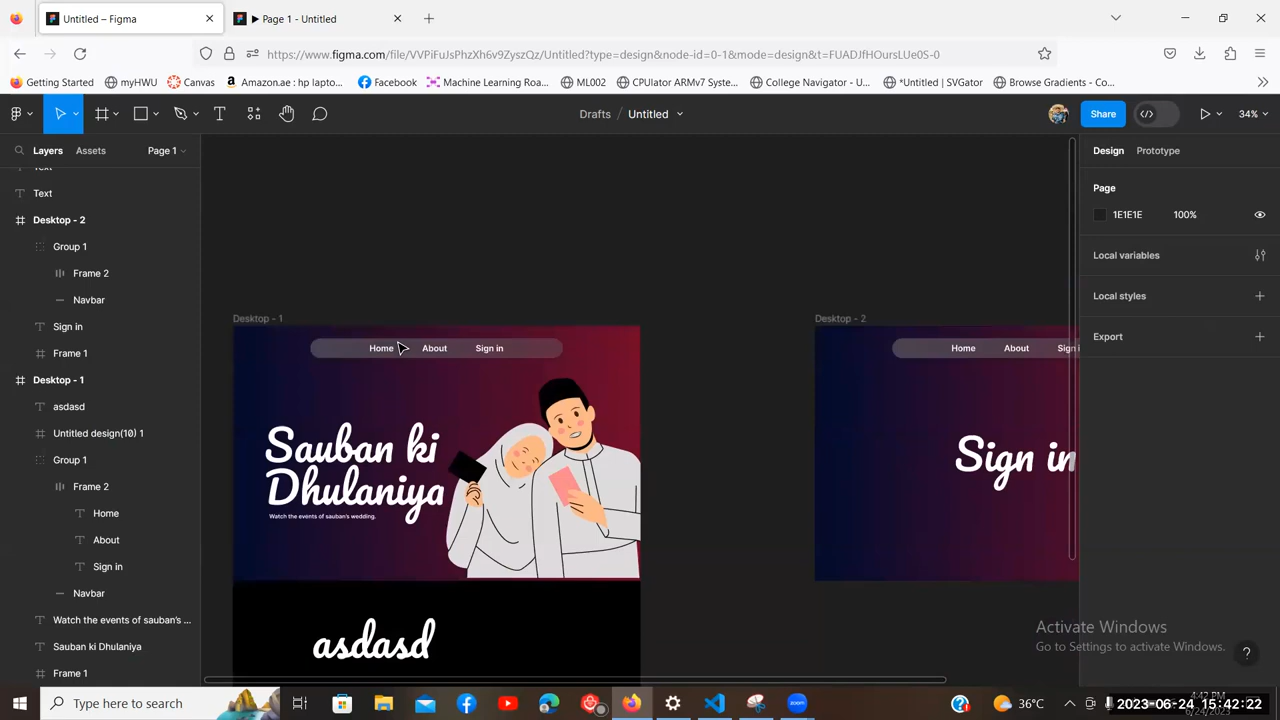 Untitled – Figma
Page 1 - Untitled
https://www.figma.com/file/VVPiFuJsPhzXh6v9ZyszQz/Untitled?type=design&node-id=0-1&mode=design&t=FUADJfHOursLUe0S-0
Getting Started
myHWU
Canvas
Amazon.ae : hp lapto...
Facebook
Machine Learning Roa...
ML002
CPUlator ARMv7 Syste...
College Navigator - U...
*Untitled | SVGator
Browse Gradients - Co...
Drafts
Untitled
Share
34%
Layers
Assets
Page 1
Design
Prototype
Text
Text
Desktop - 2
Group 1
Frame 2
Navbar
Sign in
Frame 1
Desktop - 1
asdasd
Untitled design(10) 1
Group 1
Frame 2
Home
About
Sign in
Navbar
Watch the events of sauban's ...
Sauban ki Dhulaniya
Frame 1
Desktop - 1
Home
About
Sign in
Sauban ki
Dhulaniya
Watch the events of sauban's wedding.
asdasd
Desktop - 2
Home
About
Sign i
Sign in
Page
1E1E1E
100%
Local variables
Local styles
Export
Activate Windows
Go to Settings to activate Windows.
?
Type here to search
36°C
4:42 PM
2023-06-24 15:42:22